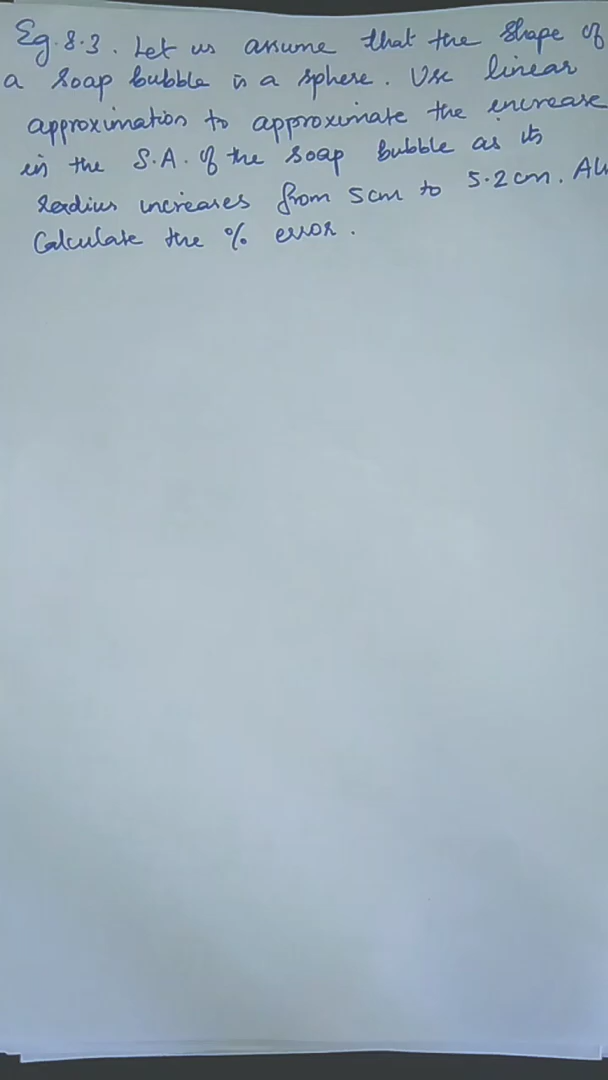 Eg. 8.3. Let us assume that the shape of
a soap bubble is a sphere. Use linear
approximation to approximate the increase
in the S.A. of the soap bubble as its
radius increases from 5cm to 5.2cm.
Calculate the % error.